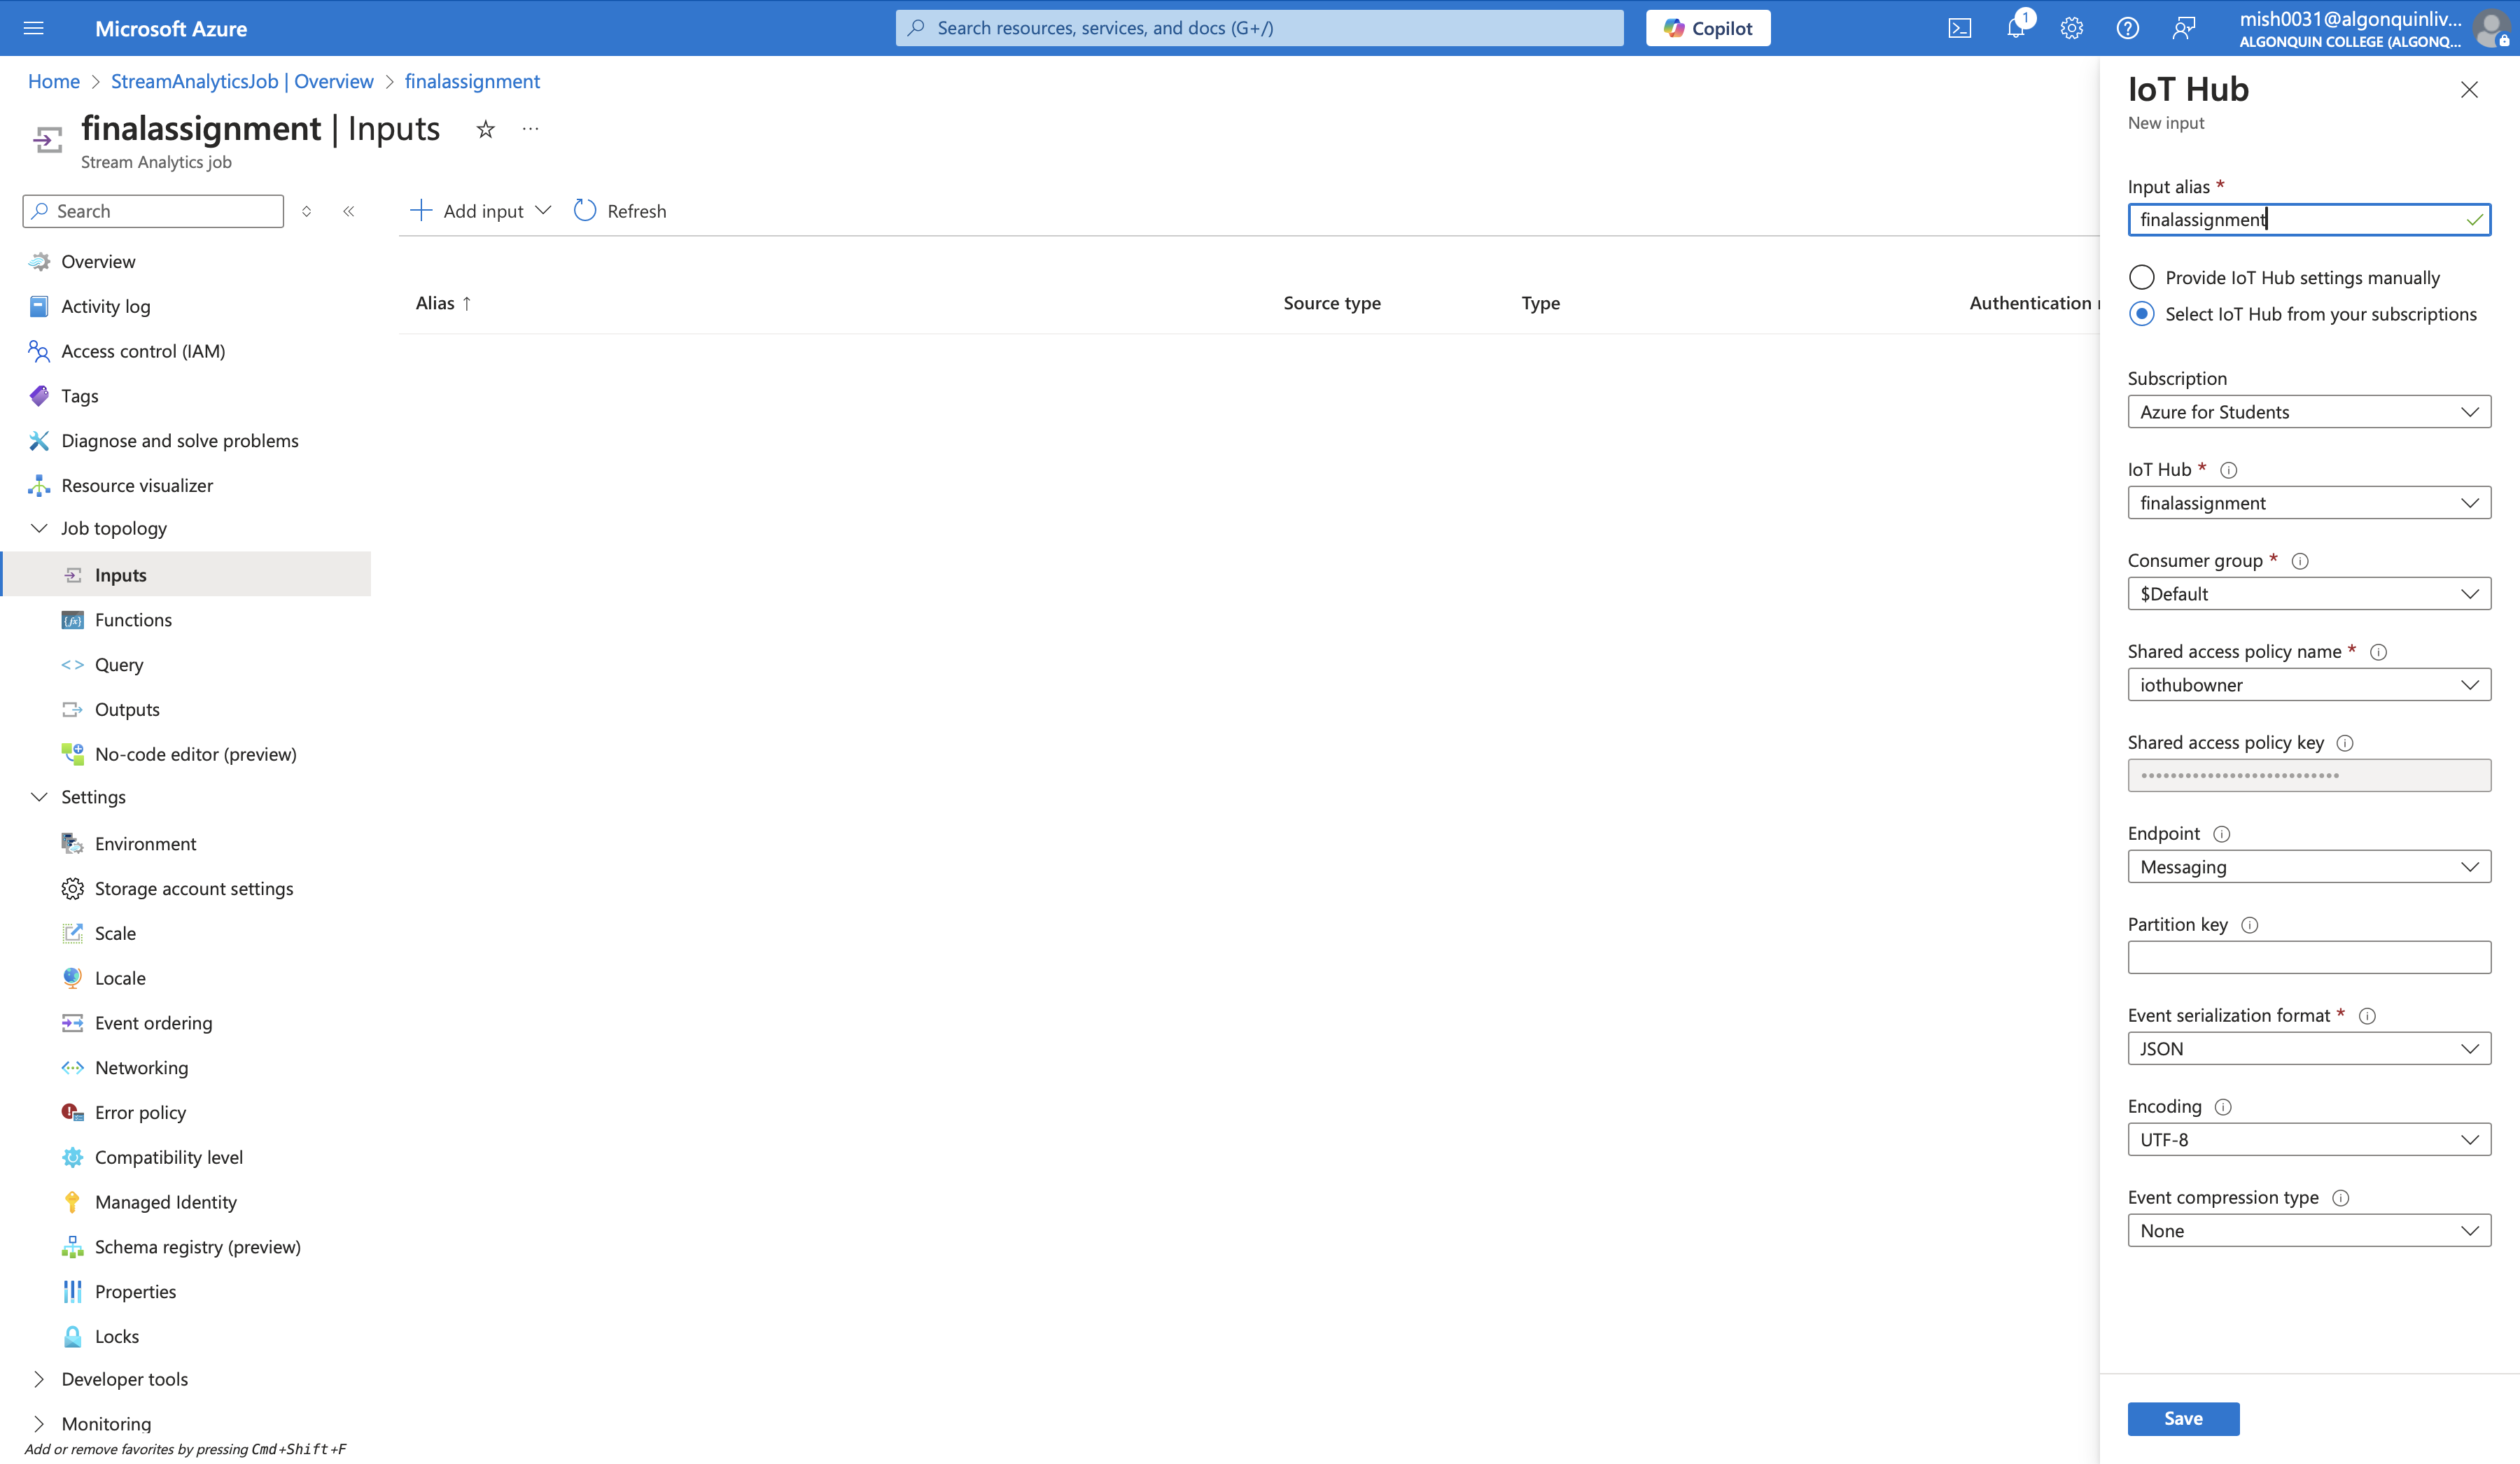 Microsoft Azure
Search resources, services, and docs (G+/)
Copilot
1
mish0031@algonquinliv...
ALGONQUIN COLLEGE (ALGONQ...
Home > StreamAnalyticsJob | Overview > finalassignment
finalassignment | Inputs
Stream Analytics job
Search
Add input
Refresh
Overview
Activity log
Access control (IAM)
Tags
Diagnose and solve problems
Resource visualizer
Job topology
Inputs
Functions
Query
Outputs
No-code editor (preview)
Settings
Environment
Storage account settings
Scale
Locale
Event ordering
Networking
Error policy
Compatibility level
Managed Identity
Schema registry (preview)
Properties
Locks
Developer tools
Monitoring
Add or remove favorites by pressing Cmd+Shift+F
Alias ↑ Source type Type Authentication
IoT Hub
New input
Input alias *
finalassignment
Provide IoT Hub settings manually
Select IoT Hub from your subscriptions
Subscription
Azure for Students
IoT Hub *
finalassignment
Consumer group *
$Default
Shared access policy name *
iothubowner
Shared access policy key
Endpoint
Messaging
Partition key
Event serialization format *
JSON
Encoding
UTF-8
Event compression type
None
Save